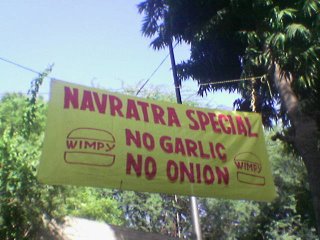 NAVRATRA SPECIAL
NO GARLIC
WIMPY
NO ONION
WIMPY